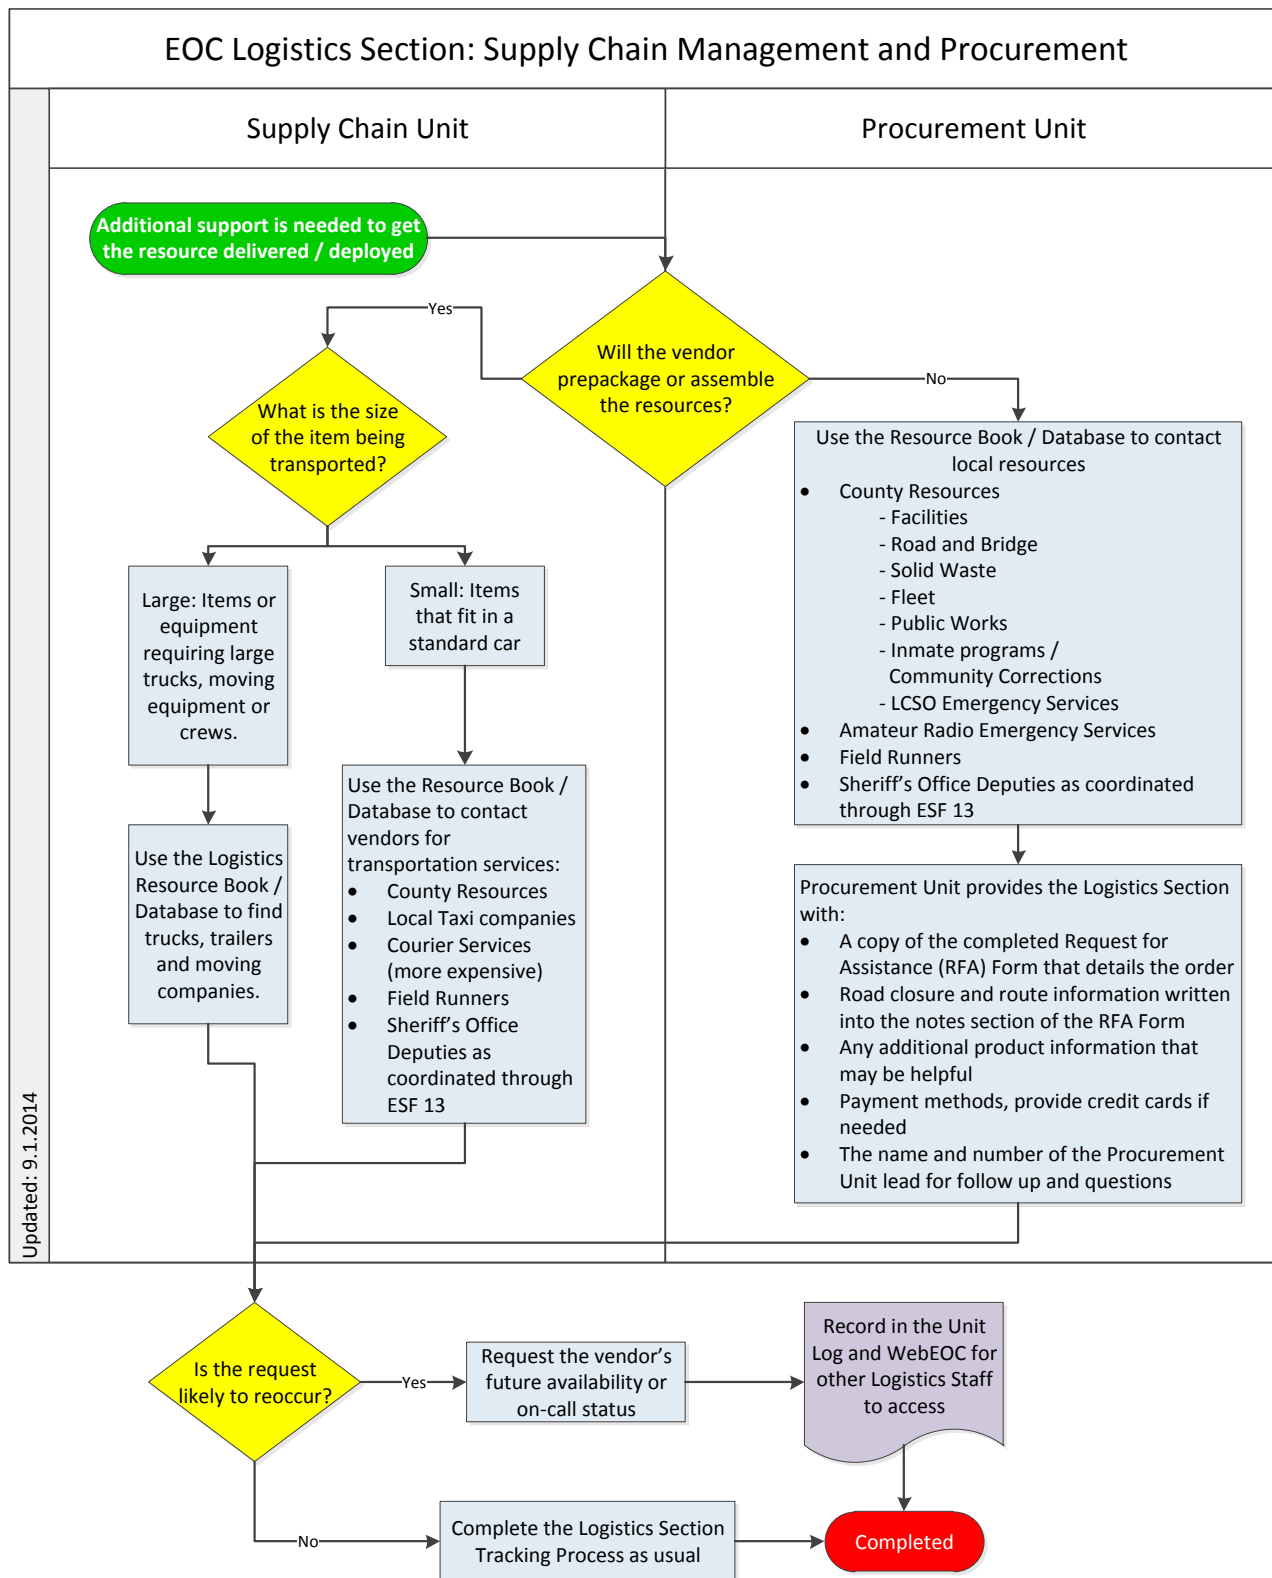 EOC Logistics Section: Supply Chain Management and Procurement
Supply Chain Unit
Procurement Unit
Additional support is needed to get
the resource delivered / deployed
Will the vendor
prepackage or assemble
the resources?
Yes
No
What is the size
of the item being
transported?
Large: Items or
equipment
requiring large
trucks, moving
equipment or
crews.
Small: Items
that fit in a
standard car
Use the Logistics
Resource Book /
Database to find
trucks, trailers
and moving
companies.
Use the Resource Book /
Database to contact
vendors for
transportation services:
• County Resources
• Local Taxi companies
• Courier Services
(more expensive)
• Field Runners
• Sheriff's Office
Deputies as
coordinated through
ESF 13
Use the Resource Book / Database to contact
local resources
• County Resources
- Facilities
- Road and Bridge
- Solid Waste
- Fleet
- Public Works
- Inmate programs /
Community Corrections
- LCSO Emergency Services
• Amateur Radio Emergency Services
• Field Runners
• Sheriff's Office Deputies as coordinated
through ESF 13
Procurement Unit provides the Logistics Section
with:
• A copy of the completed Request for
Assistance (RFA) Form that details the order
• Road closure and route information written
into the notes section of the RFA Form
• Any additional product information that
may be helpful
• Payment methods, provide credit cards if
needed
• The name and number of the Procurement
Unit lead for follow up and questions
Updated: 9.1.2014
Is the request
likely to reoccur?
Yes
Request the vendor's
future availability or
on-call status
Record in the Unit
Log and WebEOC for
other Logistics Staff
to access
No
Complete the Logistics Section
Tracking Process as usual
Completed